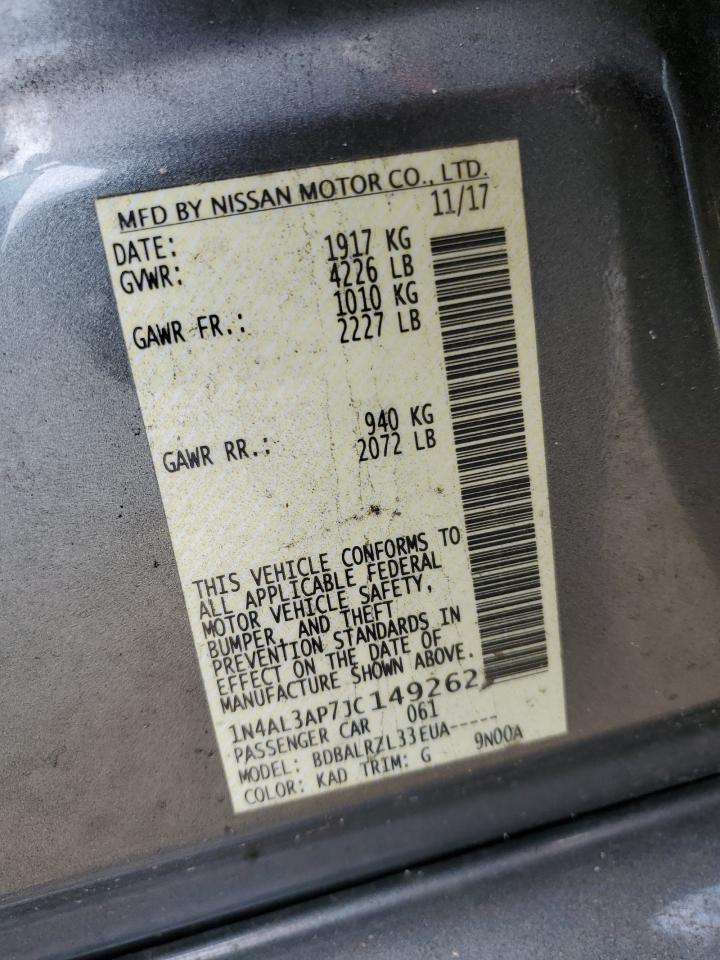 MFD BY NISSAN MOTOR CO., LTD.
DATE: 11/17
GVWR: 1917 KG
4226 LB
GAWR FR.: 1010 KG
2227 LB
GAWR RR.: 940 KG
2072 LB
THIS VEHICLE CONFORMS TO
ALL APPLICABLE FEDERAL
MOTOR VEHICLE SAFETY,
BUMPER, AND THEFT
PREVENTION STANDARDS IN
EFFECT ON THE DATE OF
MANUFACTURE SHOWN ABOVE.
1N4AL3AP7JC149262
PASSENGER CAR 061
MODEL: BDBALRZL33EUA-----
COLOR: KAD TRIM: G 9N00A